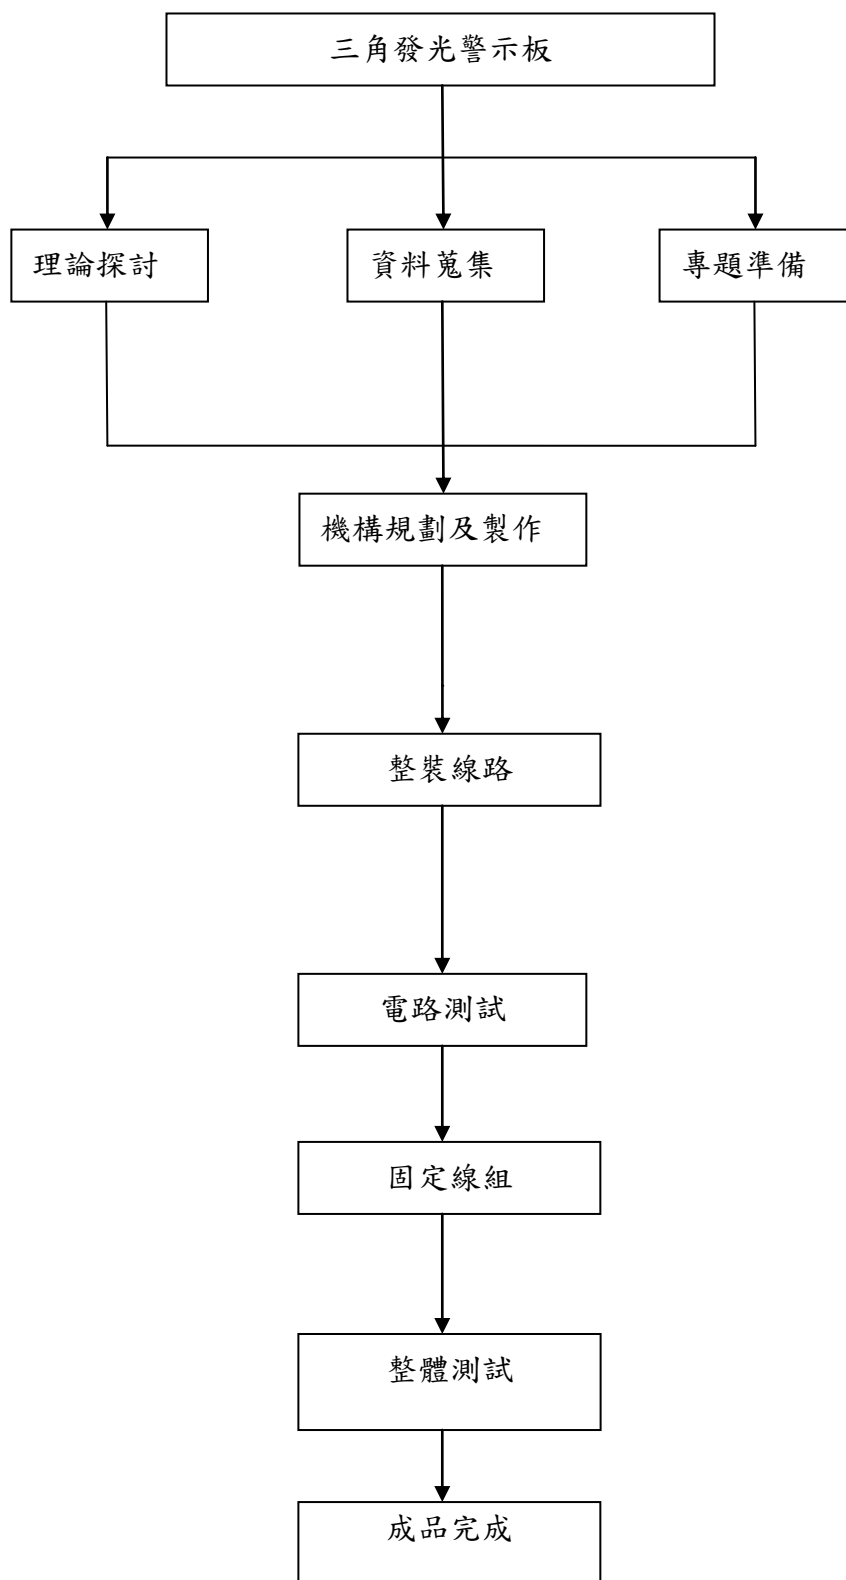 三角發光警示板
理論探討
資料蒐集
專題準備
機構規劃及製作
整裝線路
電路測試
固定線組
整體測試
成品完成